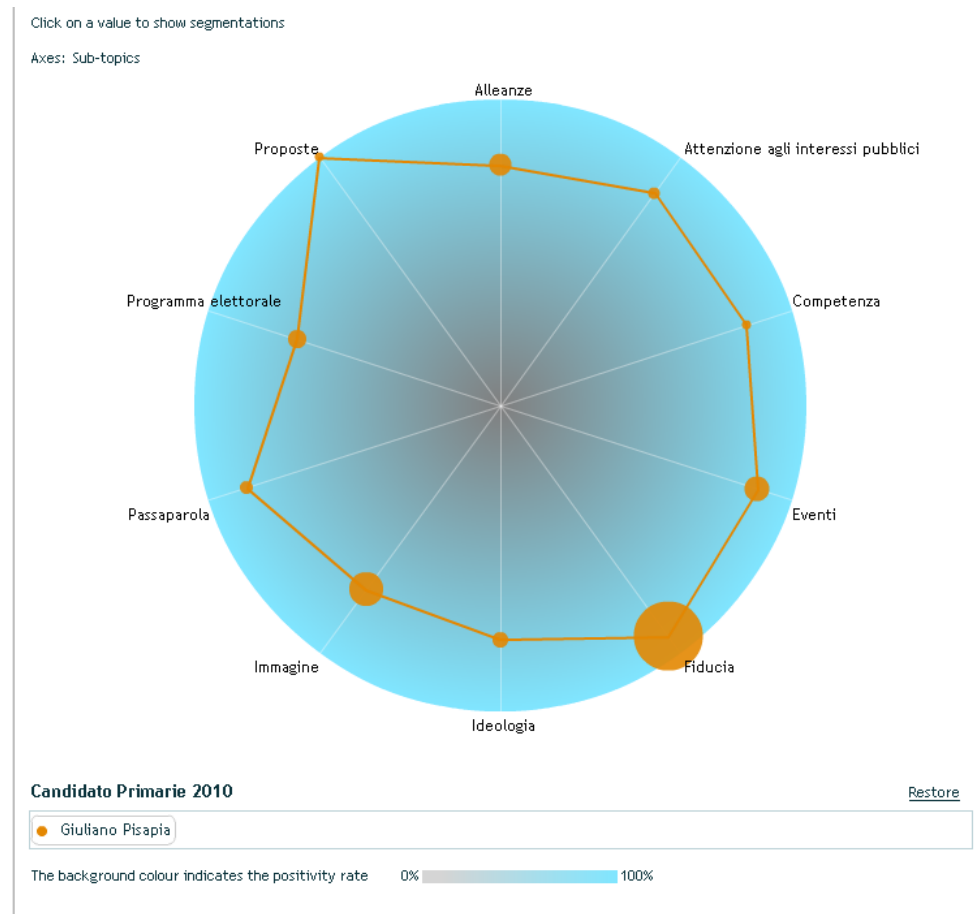 Click on a value to show segmentations
Axes: Sub-topics
Alleanze
Proposte
Attenzione agli interessi pubblici
Programma elettorale
Competenza
Passaparola
Eventi
Immagine
Fiducia
Ideologia
Candidato Primarie 2010
Restore
Giuliano Pisapia
The background colour indicates the positivity rate 0% 100%